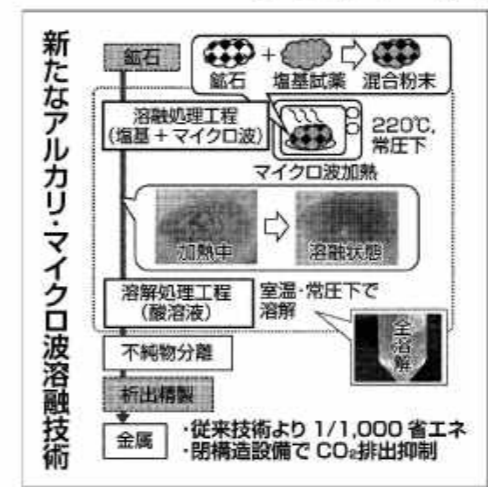 新たなアルカリ・マイクロ波溶融技術
鉱石
鉱石
+
塩基試薬
混合粉末
溶融処理工程
(塩基+マイクロ波)
220℃,
常圧下
マイクロ波加熱
加熱中
溶融状態
溶解処理工程
(酸溶液)
室温・常圧下で
溶解
全溶解
不純物分離
析出精製
金属
・従来技術より 1/1,000 省エネ
・閉構造設備で CO₂排出抑制